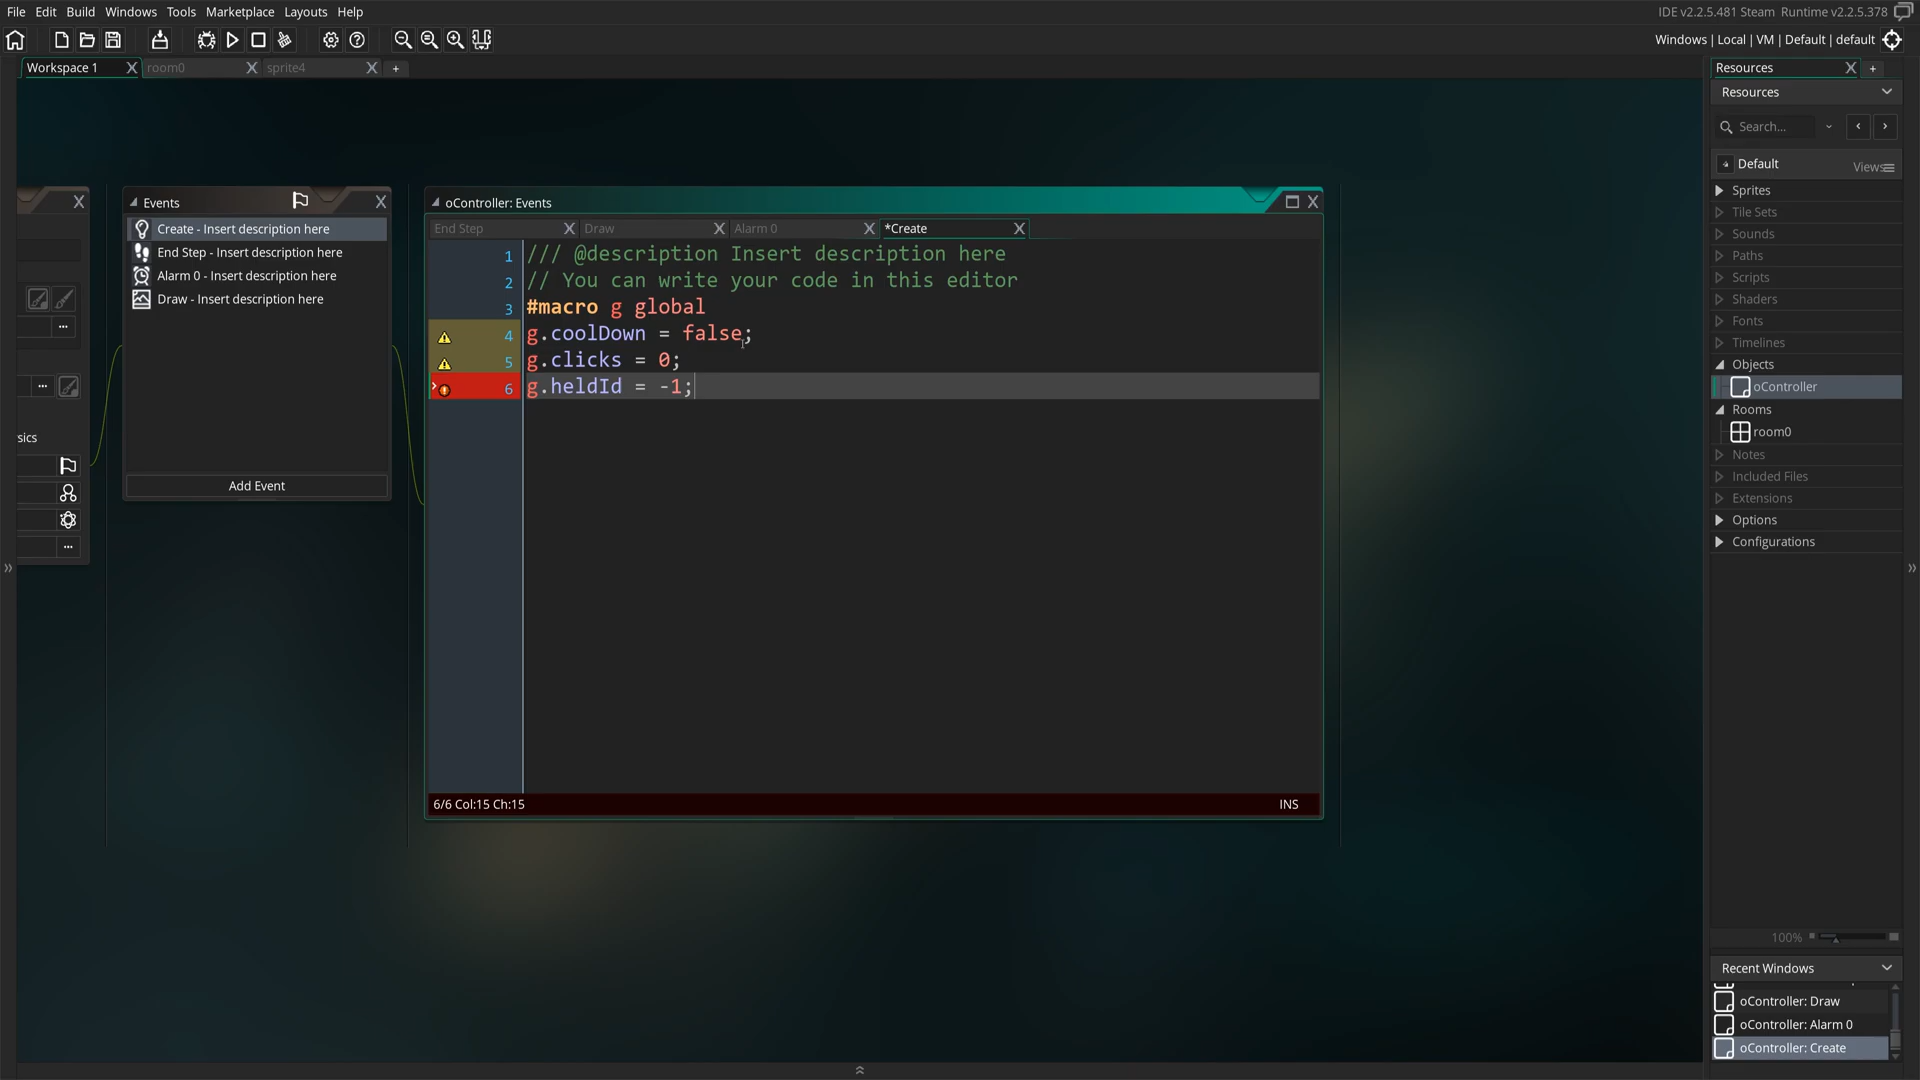 File Edit Build Windows Tools Marketplace Layouts Help
IDE v2.2.5.481 Steam Runtime v2.2.5.378
Windows | Local | VM | Default | default
Workspace 1 X room0 X sprite4 X +
Resources X +
Resources
Search...
Default Views
Sprites
Tile Sets
Sounds
Paths
Scripts
Shaders
Fonts
Timelines
Objects
oController
Rooms
room0
Notes
Included Files
Extensions
Options
Configurations
100%
Recent Windows
oController: Draw
oController: Alarm 0
oController: Create
sics
Events
Create - Insert description here
End Step - Insert description here
Alarm 0 - Insert description here
Draw - Insert description here
Add Event
oController: Events
End Step X Draw X Alarm 0 X *Create X
1 /// @description Insert description here
2 // You can write your code in this editor
3 #macro g global
4 g.coolDown = false;
5 g.clicks = 0;
6 g.heldId = -1;
6/6 Col:15 Ch:15 INS